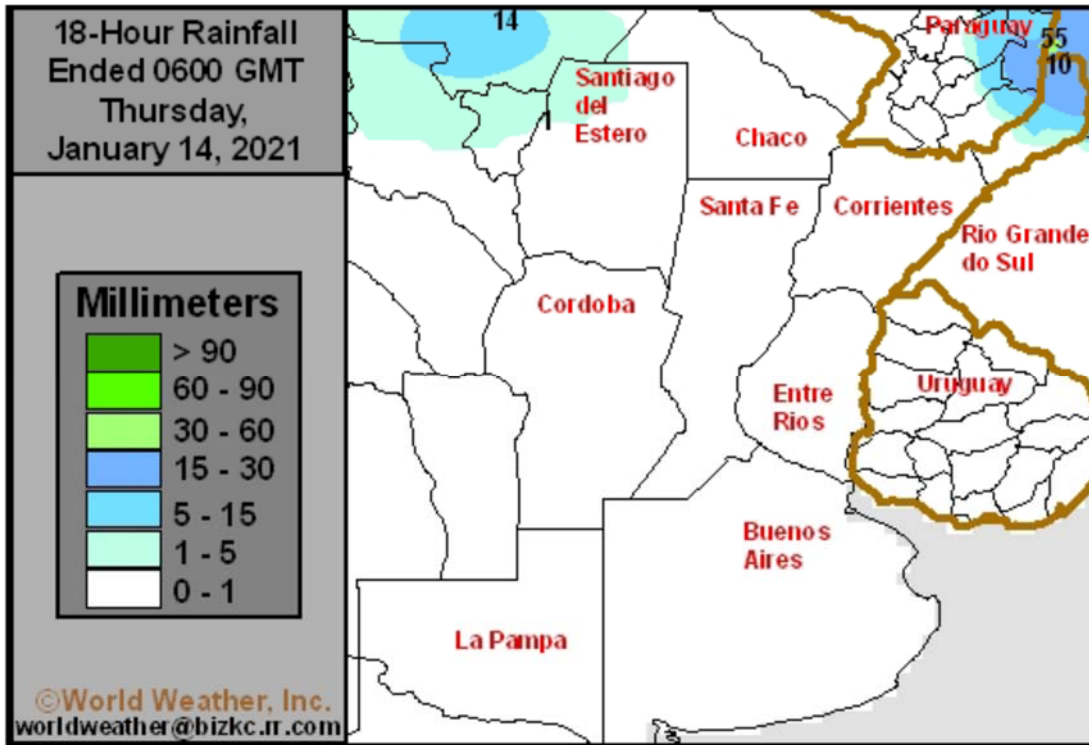 18-Hour Rainfall
Ended 0600 GMT
Thursday,
January 14, 2021
Millimeters
> 90
60 - 90
30 - 60
15 - 30
5 - 15
1 - 5
0 - 1
©World Weather, Inc.
worldweather@bizkc.rr.com
14
Paraguay
55
10
Santiago
del
Estero
1
Chaco
Santa Fe
Corrientes
Rio Grande
do Sul
Cordoba
Uruguay
Entre
Rios
Buenos
Aires
La Pampa